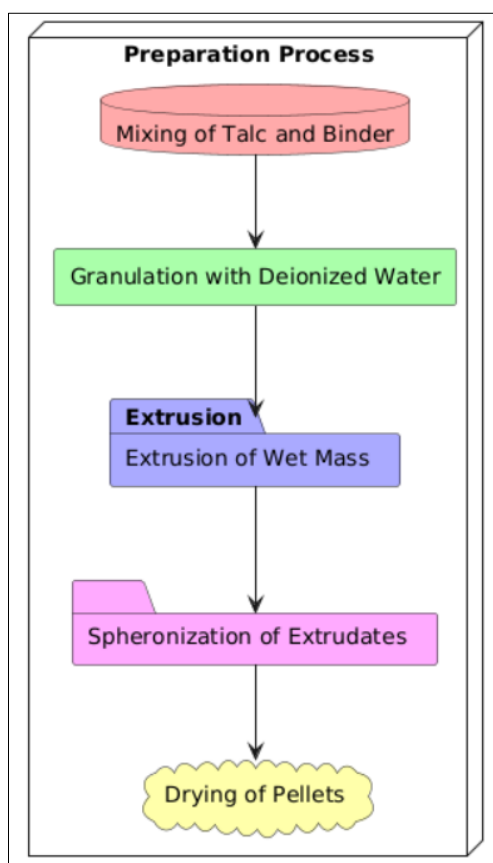 Preparation Process
Mixing of Talc and Binder
Granulation with Deionized Water
Extrusion
Extrusion of Wet Mass
Spheronization of Extrudates
Drying of Pellets